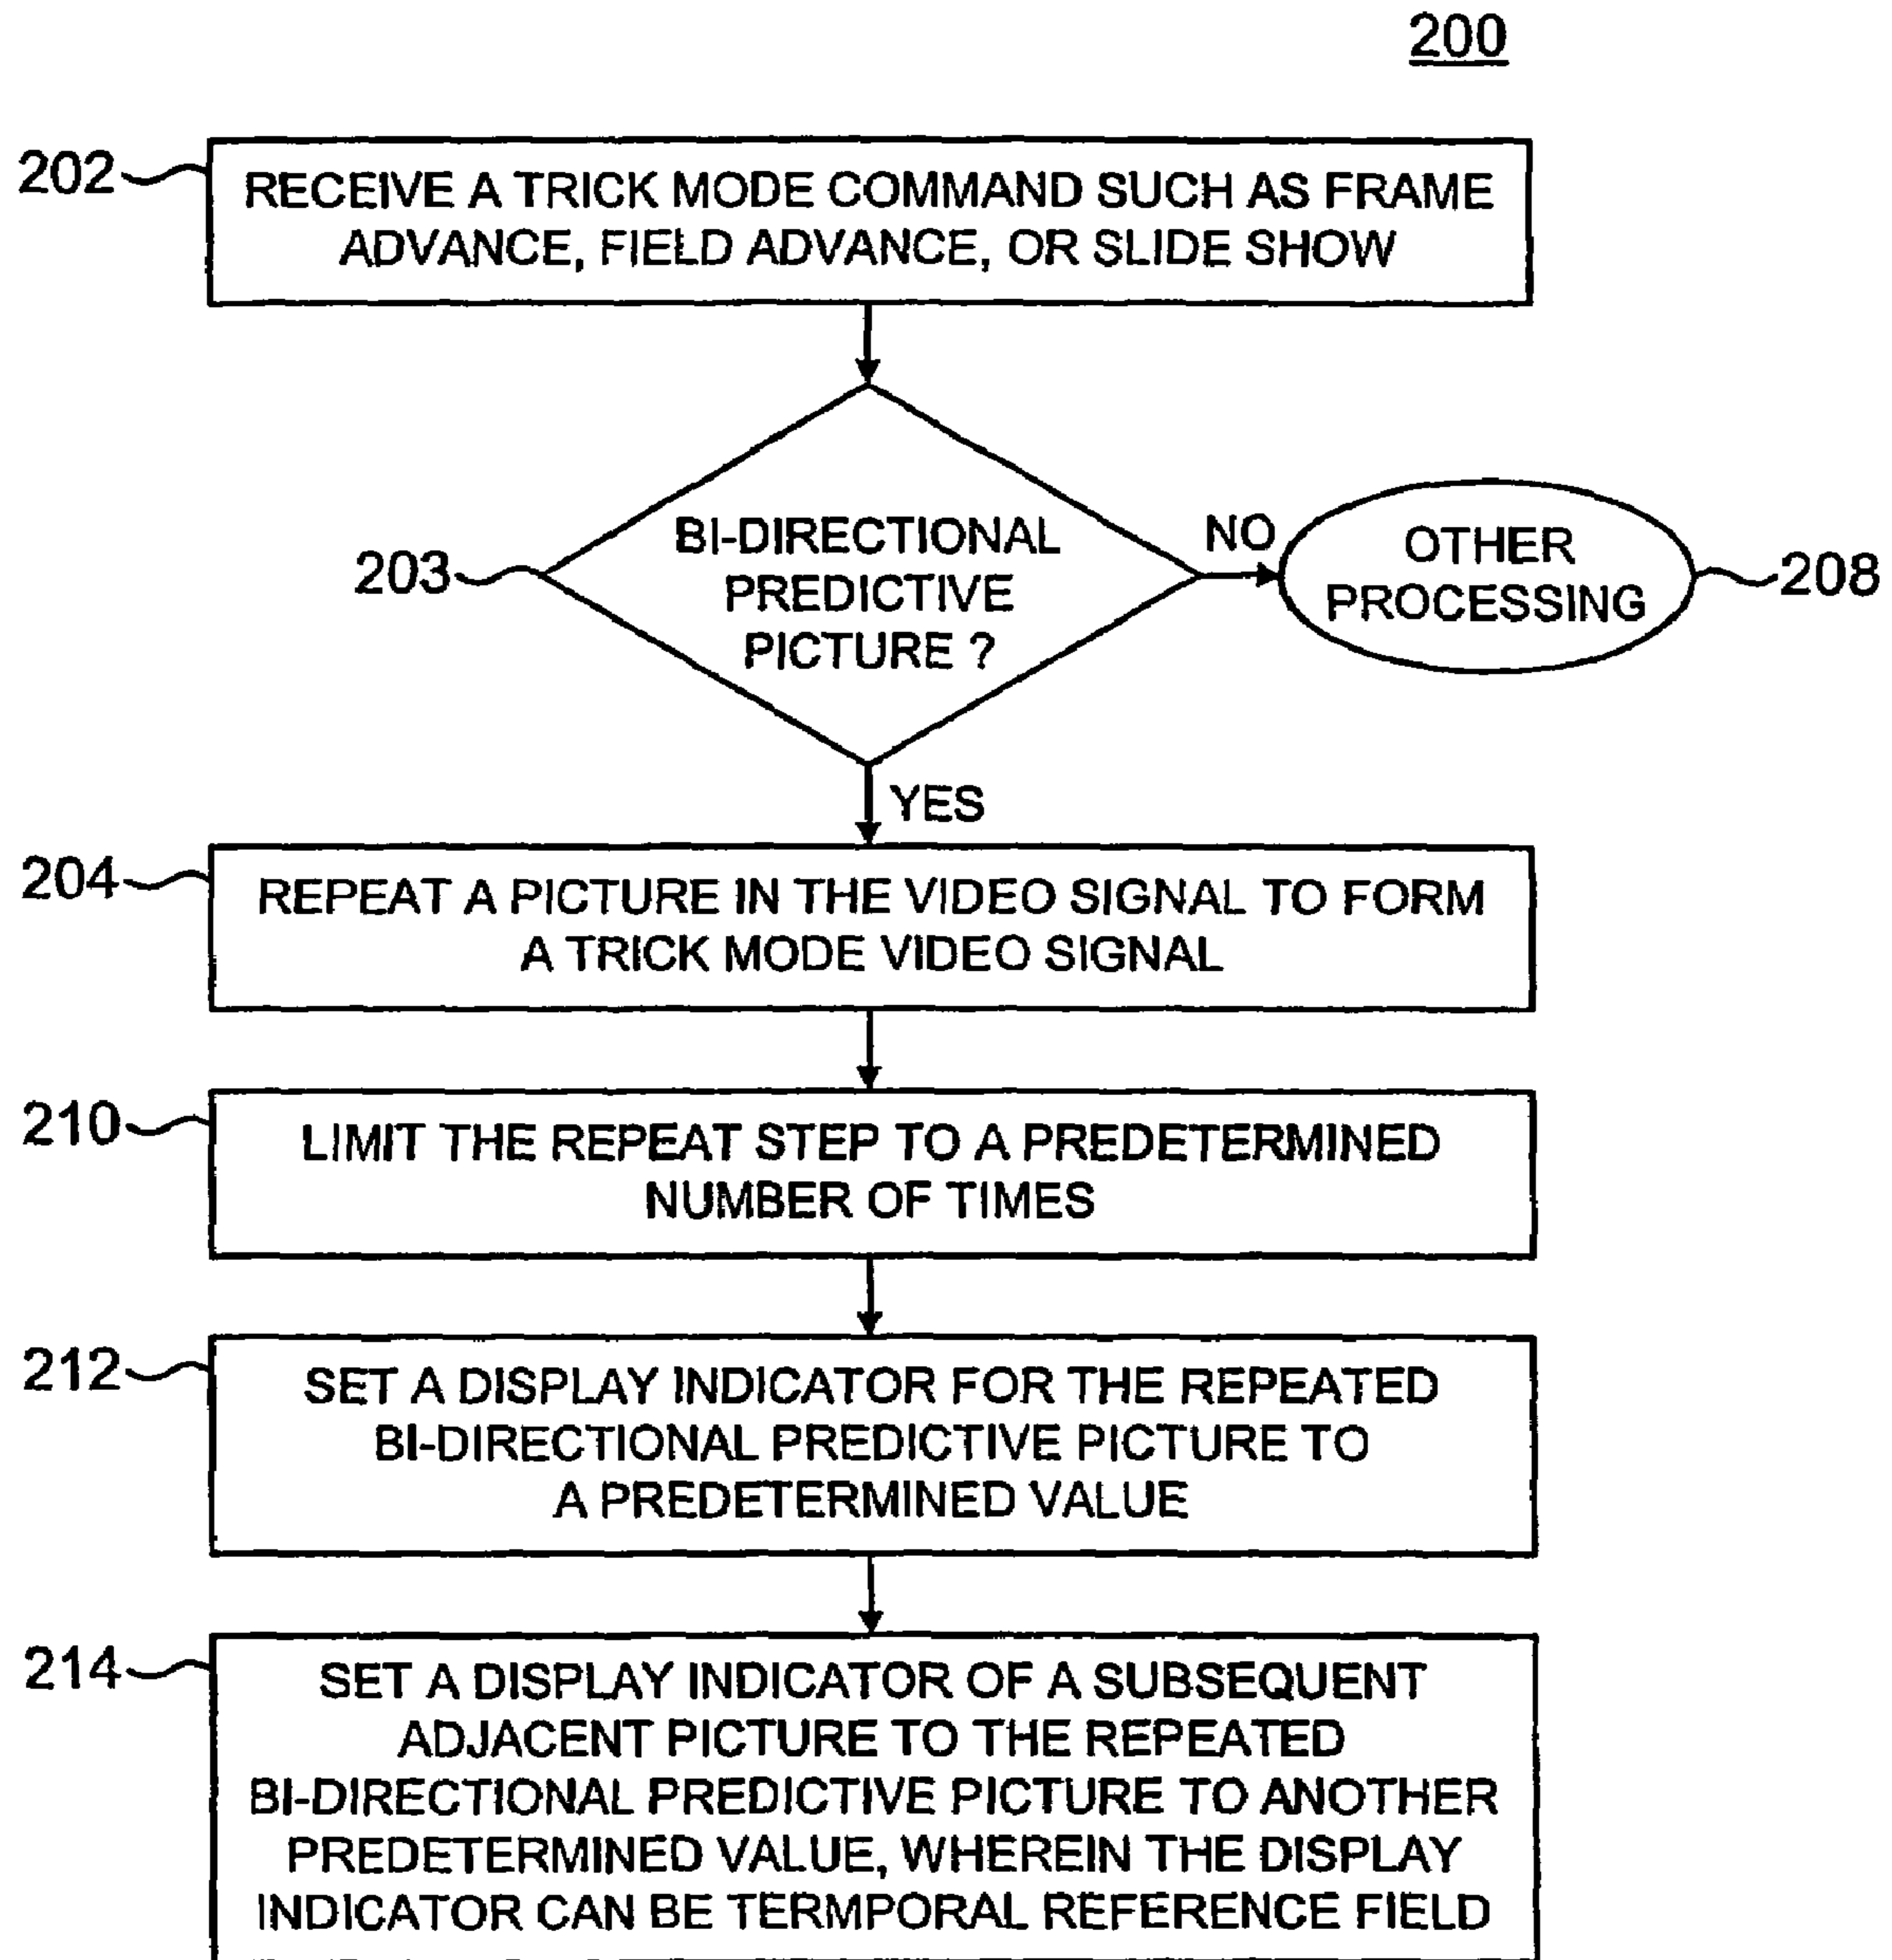 200
202
RECEIVE A TRICK MODE COMMAND SUCH AS FRAME
ADVANCE, FIELD ADVANCE, OR SLIDE SHOW
203
BI-DIRECTIONAL
PREDICTIVE
PICTURE ?
NO
OTHER
PROCESSING
208
YES
204
REPEAT A PICTURE IN THE VIDEO SIGNAL TO FORM
A TRICK MODE VIDEO SIGNAL
210
LIMIT THE REPEAT STEP TO A PREDETERMINED
NUMBER OF TIMES
212
SET A DISPLAY INDICATOR FOR THE REPEATED
BI-DIRECTIONAL PREDICTIVE PICTURE TO
A PREDETERMINED VALUE
214
SET A DISPLAY INDICATOR OF A SUBSEQUENT
ADJACENT PICTURE TO THE REPEATED
BI-DIRECTIONAL PREDICTIVE PICTURE TO ANOTHER
PREDETERMINED VALUE, WHEREIN THE DISPLAY
INDICATOR CAN BE TERMPORAL REFERENCE FIELD